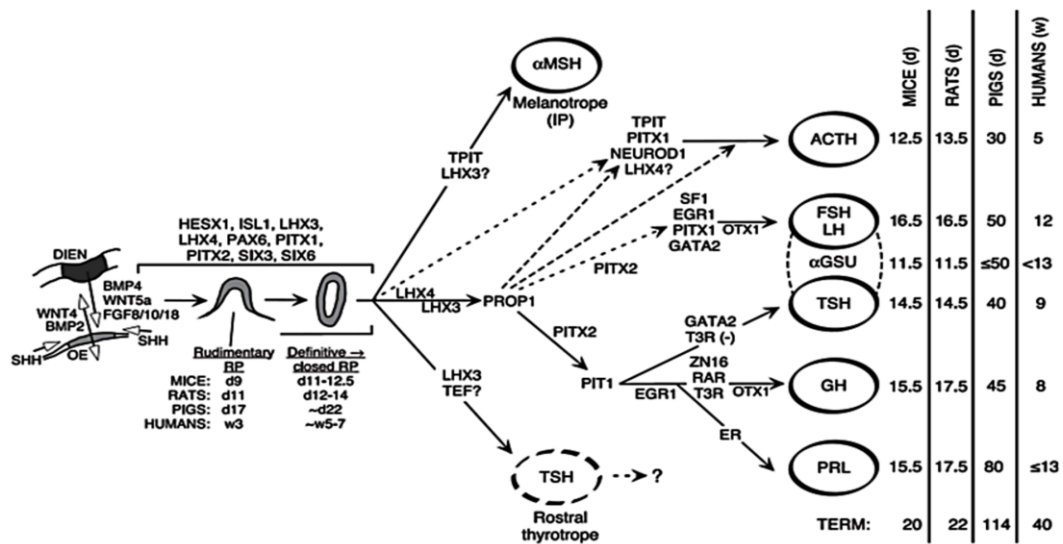 αMSH
Melanotrope
(IP)
TPIT
LHX3?
HESX1, ISL1, LHX3,
LHX4, PAX6, PITX1,
PITX2, SIX3, SIX6
DIEN
BMP4
WNT5a
FGF8/10/18
WNT4
BMP2
SHH
OE
SHH
Rudimentary
RP
Definitive →
closed RP
MICE: d9 d11-12.5
RATS: d11 d12-14
PIGS: d17 ~d22
HUMANS: w3 ~w5-7
LHX4
LHX3
PROP1
LHX3
TEF?
TSH
?
Rostral
thyrotrope
TPIT
PITX1
NEUROD1
LHX4?
SF1
EGR1
PITX1
GATA2
OTX1
PITX2
PITX2
PIT1
GATA2
T3R (-)
ZN16
RAR
T3R
EGR1
OTX1
ER
MICE (d) RATS (d) PIGS (d) HUMANS (w)
ACTH 12.5 13.5 30 5
FSH
LH 16.5 16.5 50 12
αGSU 11.5 11.5 ≤50 <13
TSH 14.5 14.5 40 9
GH 15.5 17.5 45 8
PRL 15.5 17.5 80 ≤13
TERM: 20 22 114 40